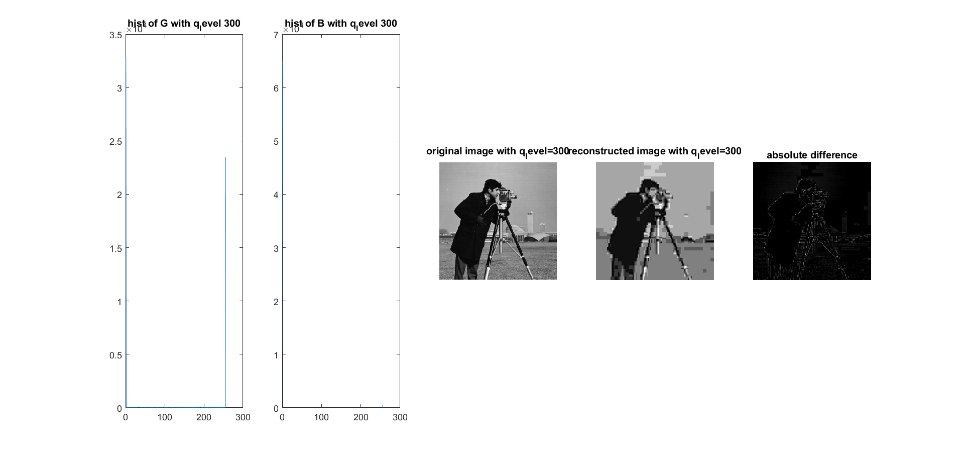 hist of G with q_level 300
×10
3.5
3
2.5
2
1.5
1
0.5
0
0 100 200 300
hist of B with q_level 300
×10
7
6
5
4
3
2
1
0
0 100 200 300
original image with q_level=300
reconstructed image with q_level=300
absolute difference